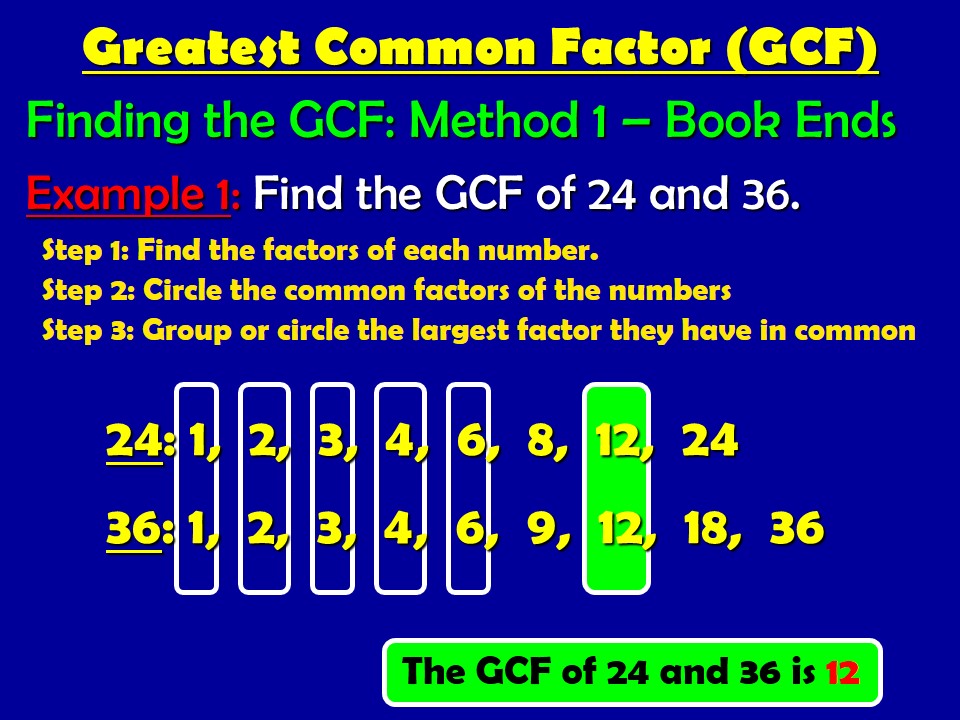 Greatest Common Factor (GCF)
Finding the GCF: Method 1 – Book Ends
Example 1: Find the GCF of 24 and 36.
Step 1: Find the factors of each number.
Step 2: Circle the common factors of the numbers
Step 3: Group or circle the largest factor they have in common
24: 1, 2, 3, 4, 6, 8, 12, 24
36: 1, 2, 3, 4, 6, 9, 12, 18, 36
The GCF of 24 and 36 is 12